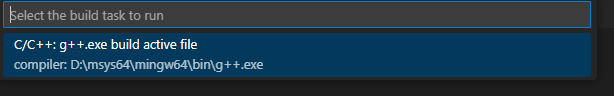 Select the build task to run
C/C++: g++.exe build active file
compiler: D:\msys64\mingw64\bin\g++.exe